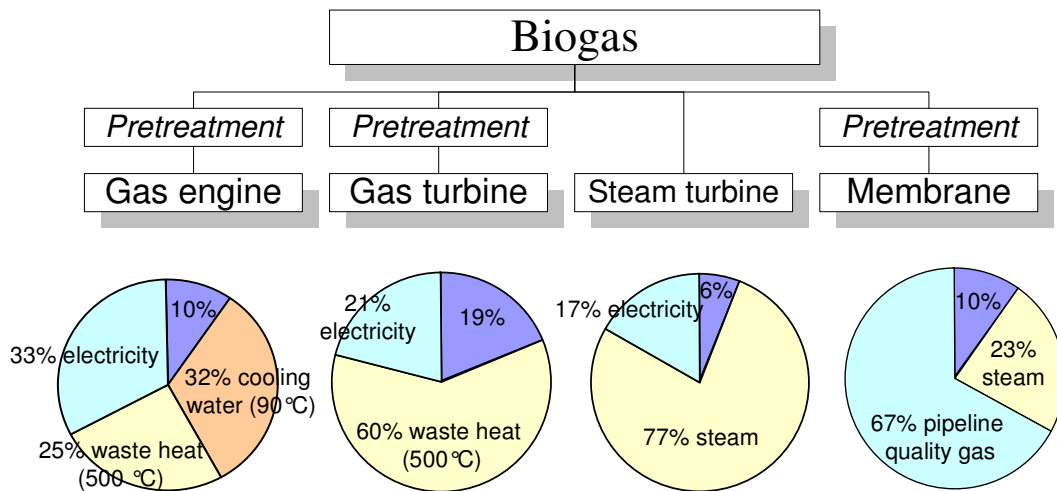 Biogas
Pretreatment
Pretreatment
Pretreatment
Gas engine
Gas turbine
Steam turbine
Membrane
10%
33% electricity
32% cooling
water (90°C)
25% waste heat
(500 °C)
21%
electricity
19%
60% waste heat
(500°C)
6%
17% electricity
77% steam
10%
23%
steam
67% pipeline
quality gas